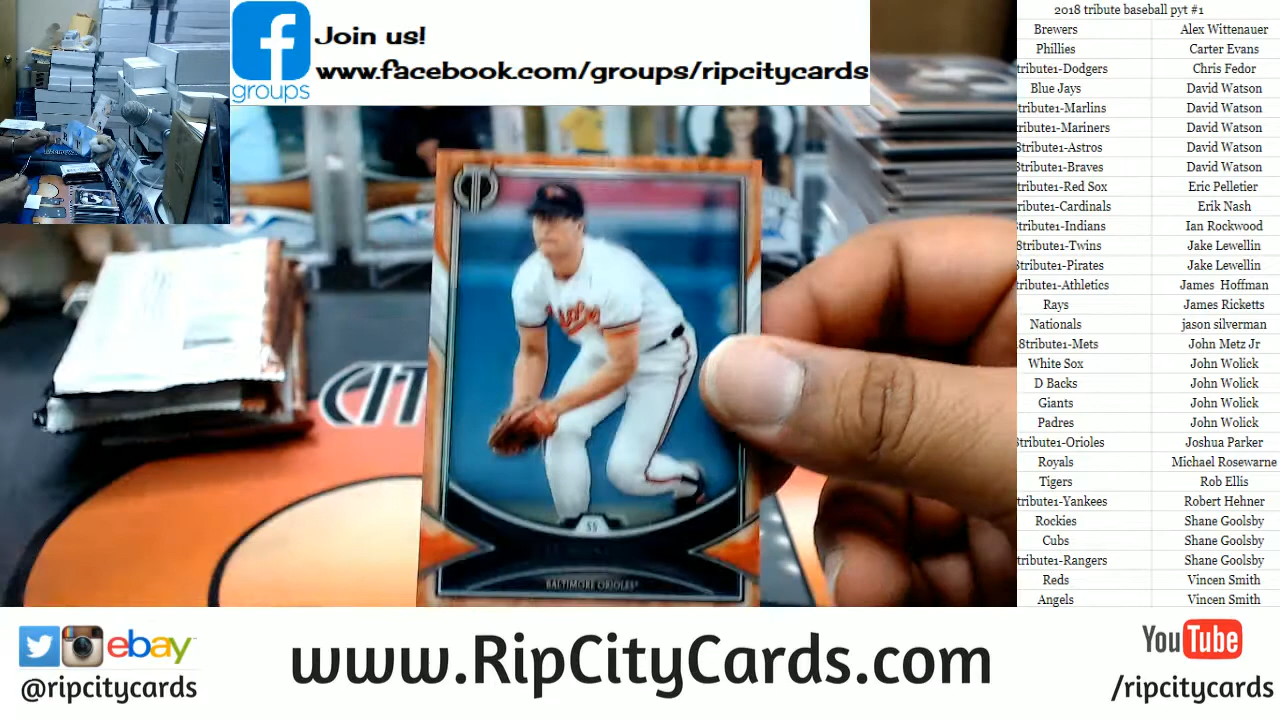 Join us!
www.facebook.com/groups/ripcitycards
groups
2018 tribute baseball pyt #1
Brewers Alex Wittenauer
Phillies Carter Evans
tribute1-Dodgers Chris Fedor
Blue Jays David Watson
tribute1-Marlins David Watson
tribute1-Mariners David Watson
tribute1-Astros David Watson
tribute1-Braves David Watson
tribute1-Red Sox Eric Pelletier
tribute1-Cardinals Erik Nash
tribute1-Indians Ian Rockwood
8tribute1-Twins Jake Lewellin
8tribute1-Pirates Jake Lewellin
tribute1-Athletics James Hoffman
Rays James Ricketts
Nationals jason silverman
8tribute1-Mets John Metz Jr
White Sox John Wolick
D Backs John Wolick
Giants John Wolick
Padres John Wolick
tribute1-Orioles Joshua Parker
Royals Michael Rosewarne
Tigers Rob Ellis
tribute1-Yankees Robert Hehner
Rockies Shane Goolsby
Cubs Shane Goolsby
tribute1-Rangers Shane Goolsby
Reds Vincen Smith
Angels Vincen Smith
CIT
SS
BALTIMORE ORIOLES
ebay
@ripcitycards
www.RipCityCards.com
YouTube
/ripcitycards